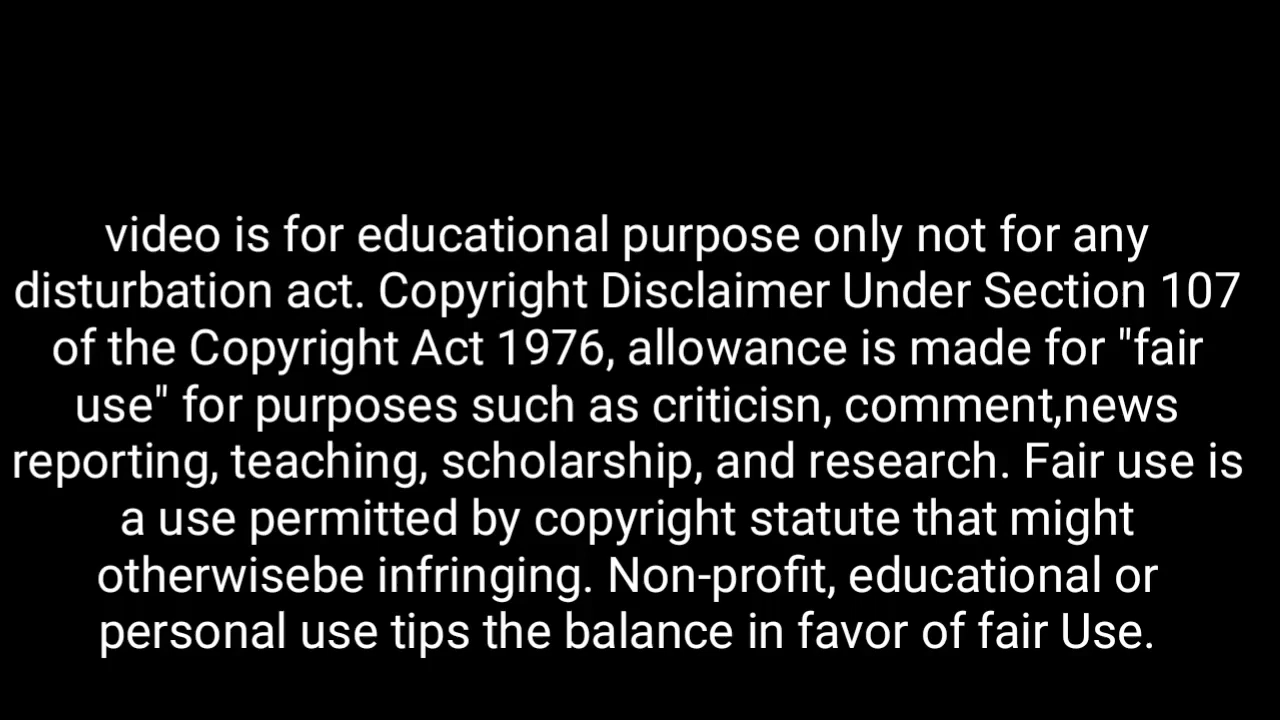 video is for educational purpose only not for any
disturbation act. Copyright Disclaimer Under Section 107
of the Copyright Act 1976, allowance is made for "fair
use" for purposes such as criticisn, comment,news
reporting, teaching, scholarship, and research. Fair use is
a use permitted by copyright statute that might
otherwisebe infringing. Non-profit, educational or
personal use tips the balance in favor of fair Use.